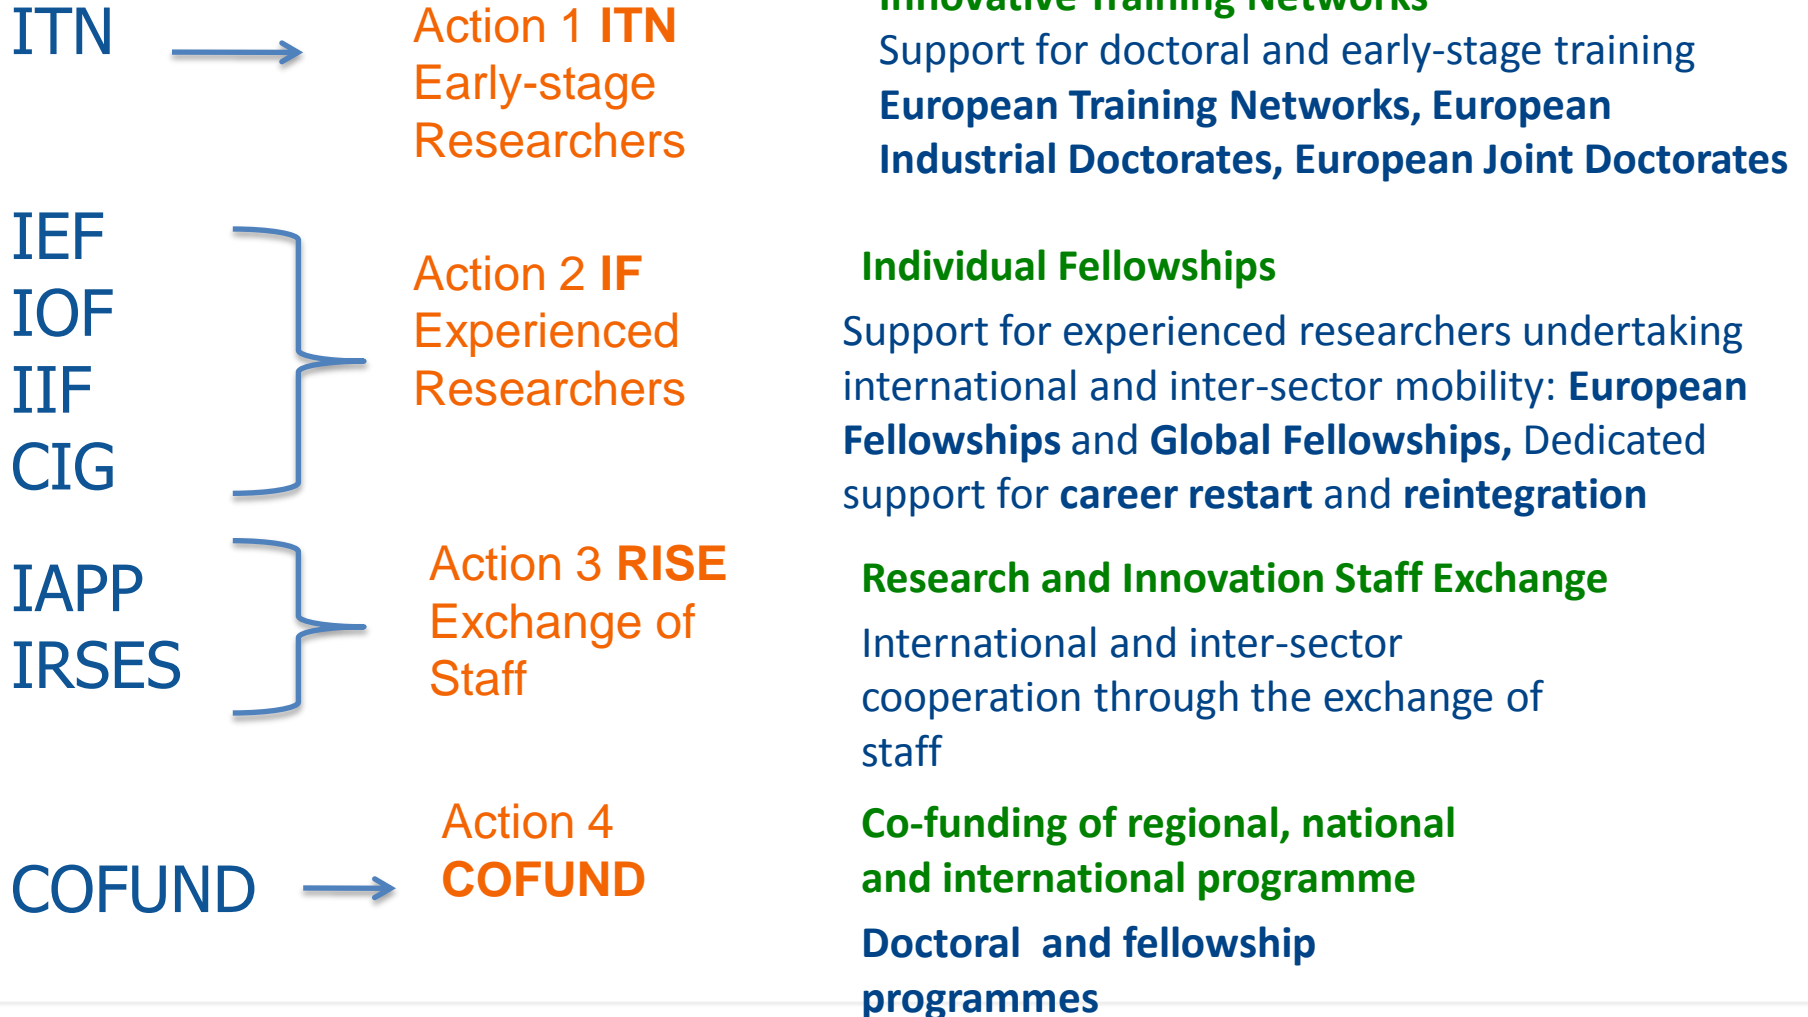 ITN
Action 1 ITN
Early-stage
Researchers
Innovative Training Networks
Support for doctoral and early-stage training
European Training Networks, European
Industrial Doctorates, European Joint Doctorates
IEF
IOF
IIF
CIG
Action 2 IF
Experienced
Researchers
Individual Fellowships
Support for experienced researchers undertaking
international and inter-sector mobility: European
Fellowships and Global Fellowships, Dedicated
support for career restart and reintegration
IAPP
IRSES
Action 3 RISE
Exchange of
Staff
Research and Innovation Staff Exchange
International and inter-sector
cooperation through the exchange of
staff
COFUND
Action 4
COFUND
Co-funding of regional, national
and international programme
Doctoral and fellowship
programmes